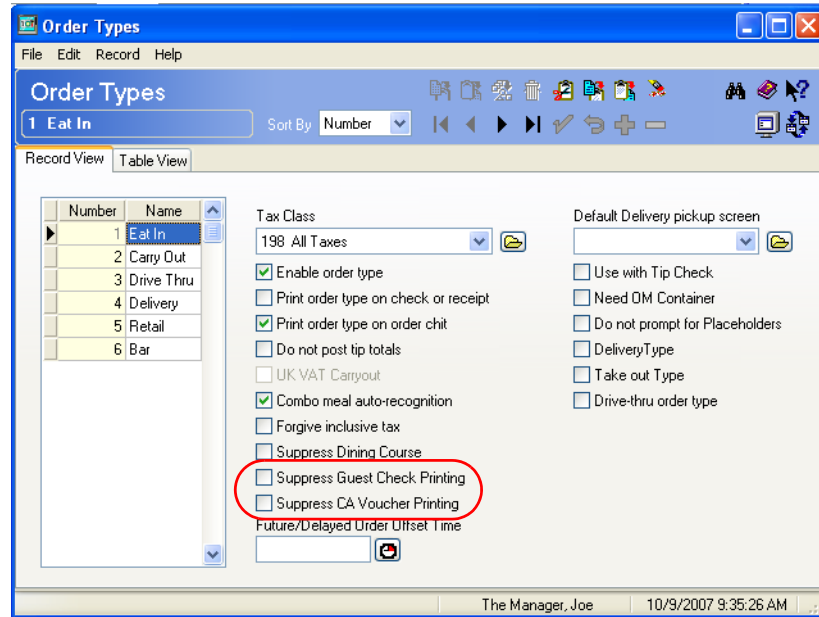 Order Types
File Edit Record Help
Order Types
1 Eat In
Sort By Number
Record View Table View
Number Name
1 Eat In
2 Carry Out
3 Drive Thru
4 Delivery
5 Retail
6 Bar
Tax Class
198 All Taxes
Enable order type
Print order type on check or receipt
Print order type on order chit
Do not post tip totals
UK VAT Carryout
Combo meal auto-recognition
Forgive inclusive tax
Suppress Dining Course
Suppress Guest Check Printing
Suppress CA Voucher Printing
Future/Delayed Order Offset Time
Default Delivery pickup screen
Use with Tip Check
Need OM Container
Do not prompt for Placeholders
DeliveryType
Take out Type
Drive-thru order type
The Manager, Joe 10/9/2007 9:35:26 AM